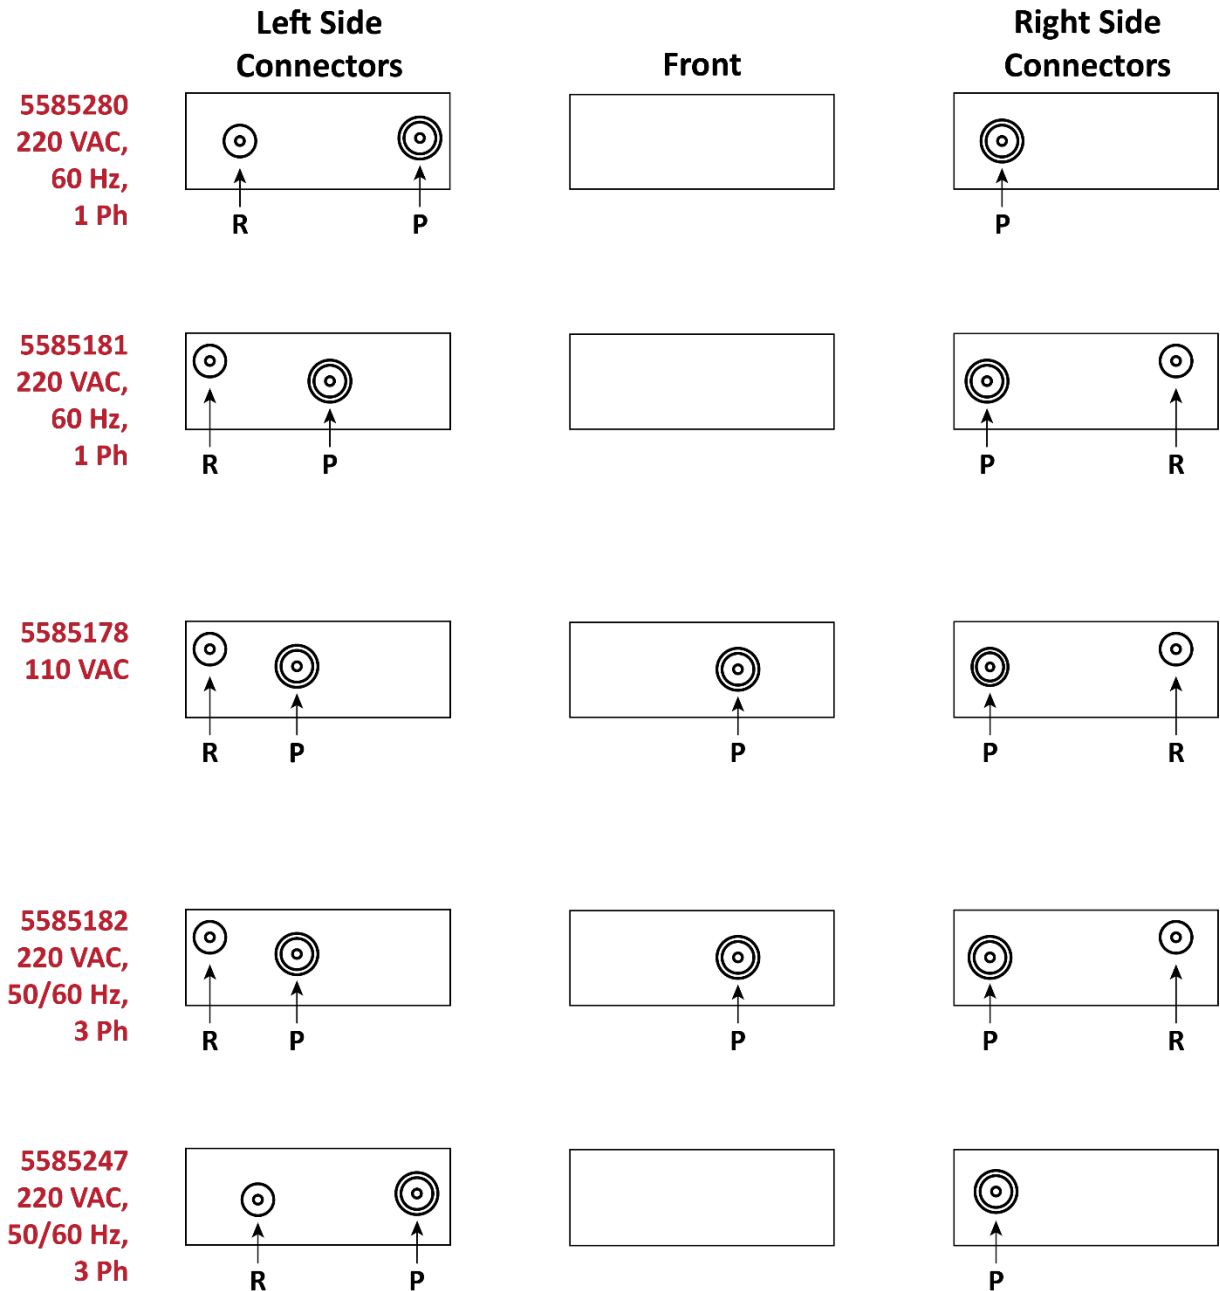 Left Side
Connectors
Front
Right Side
Connectors
5585280
220 VAC,
60 Hz,
1 Ph
R
P
P
5585181
220 VAC,
60 Hz,
1 Ph
R
P
P
R
5585178
110 VAC
R
P
P
P
R
5585182
220 VAC,
50/60 Hz,
3 Ph
R
P
P
P
R
5585247
220 VAC,
50/60 Hz,
3 Ph
R
P
P